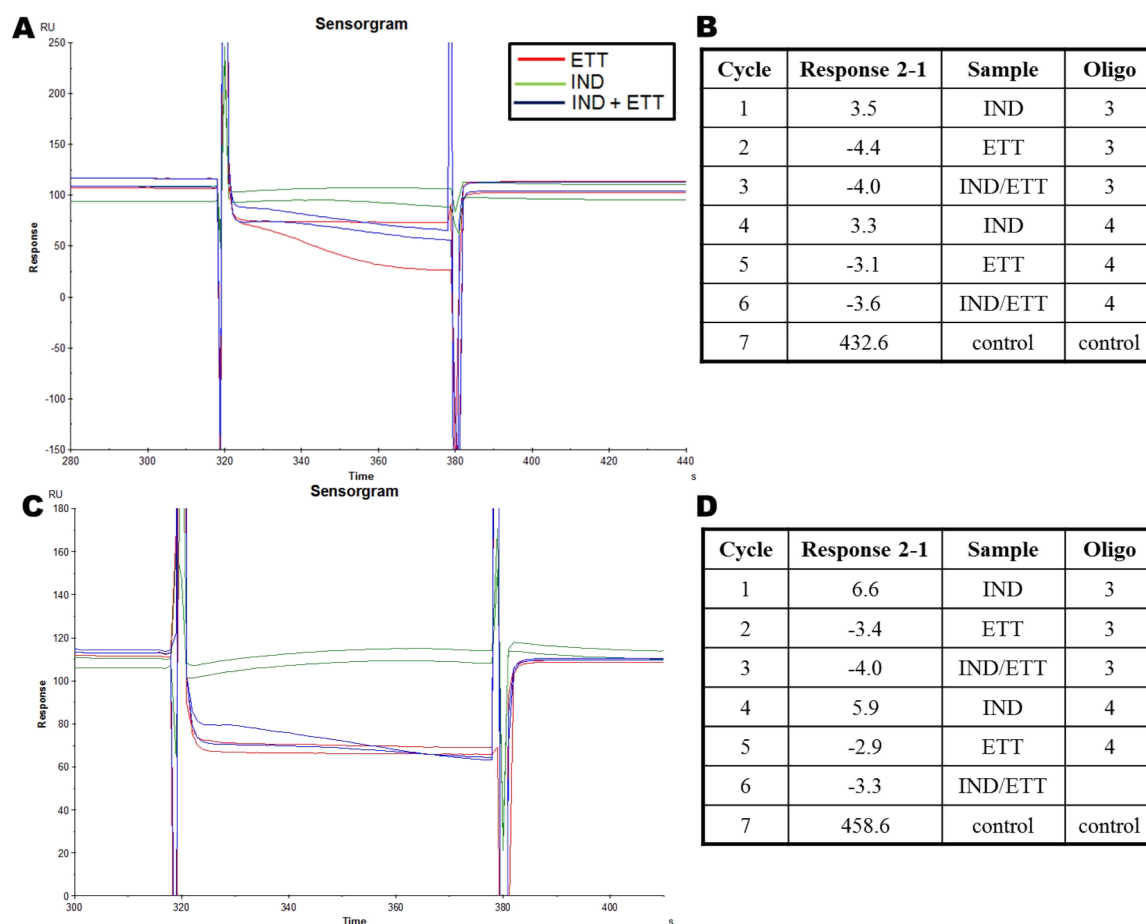 A
RU
Sensorgram
250
200
150
100
50
0
-50
-100
-150
Response
280
300
320
340
360
380
400
420
440
Time
s
ETT
IND
IND + ETT
B
Cycle Response 2-1 Sample Oligo
1 3.5 IND 3
2 -4.4 ETT 3
3 -4.0 IND/ETT 3
4 3.3 IND 4
5 -3.1 ETT 4
6 -3.6 IND/ETT 4
7 432.6 control control
C
RU
Sensorgram
180
160
140
120
100
80
60
40
20
0
Response
300
320
340
360
380
400
Time
s
D
Cycle Response 2-1 Sample Oligo
1 6.6 IND 3
2 -3.4 ETT 3
3 -4.0 IND/ETT 3
4 5.9 IND 4
5 -2.9 ETT 4
6 -3.3 IND/ETT
7 458.6 control control